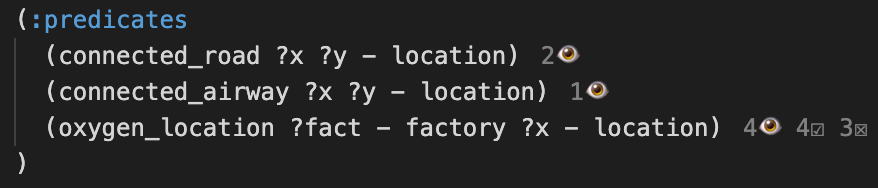 (:predicates
(connected_road ?x ?y - location) 2👁
(connected_airway ?x ?y - location) 1👁
(oxygen_location ?fact - factory ?x - location) 4👁 4☑ 3☒
)